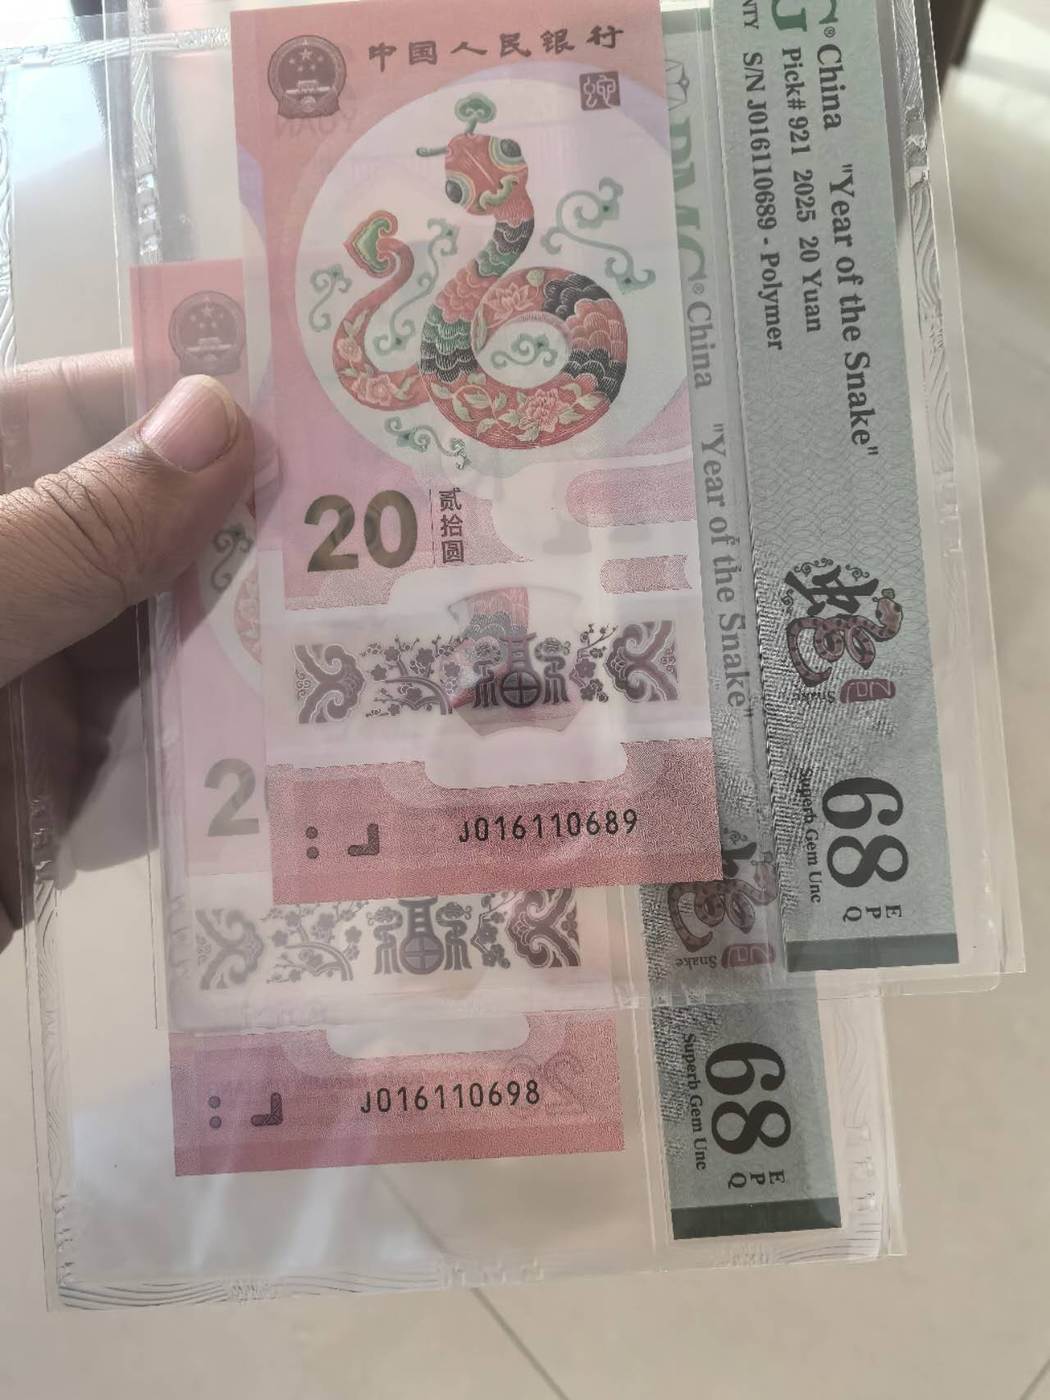 中国人民银行
20
贰拾圆
J016110689
PMG
®China "Year of the Snake"
Pick# 921 2025 20 Yuan
S/N J016110689 - Polymer
Snake
68
EPQ
Superb Gem Unc
®China "Year of the Snake"
Snake
J016110698
68
EPQ
Superb Gem Unc